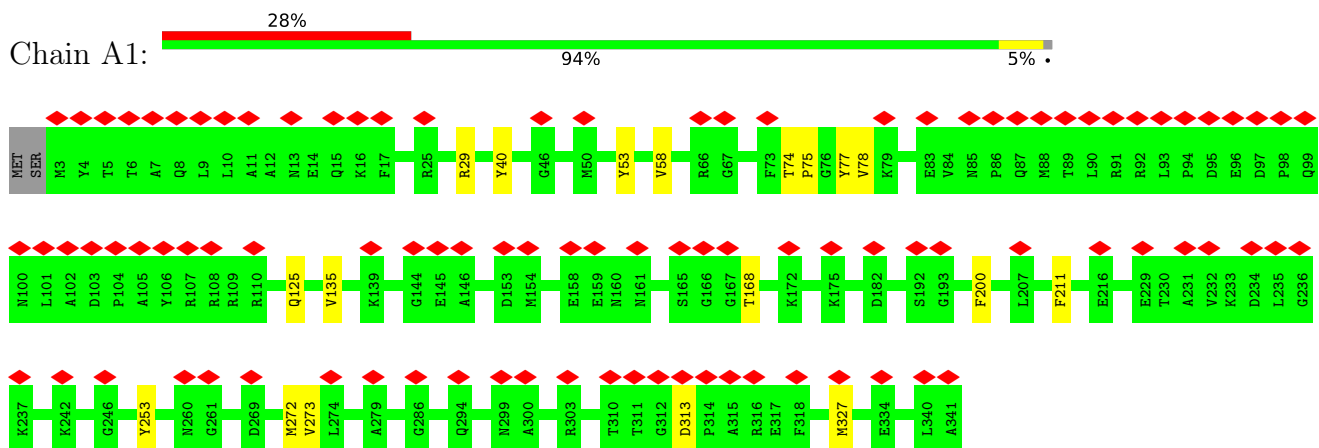 28%
Chain A1:
94% 5% •
MET SER M3 Y4 T5 T6 A7 Q8 L9 L10 A11 A12 N13 E14 Q15 K16 F17 R25 R29 Y40 G46 M50 Y53 V58 R66 G67 F73 T74 P75 G76 Y77 V78 K79 E83 V84 N85 P86 Q87 M88 T89 L90 R91 R92 L93 P94 D95 E96 D97 P98 Q99
N100 L101 A102 D103 P104 A105 Y106 R107 R108 R109 R110 Q125 V135 K139 G144 E145 A146 D153 M154 E158 E159 N160 N161 S165 G166 G167 T168 K172 K175 D182 S192 G193 F200 L207 F211 E216 E229 T230 A231 V232 K233 D234 L235 G236
K237 K242 G246 Y253 N260 G261 D269 M272 V273 L274 A279 G286 Q294 N299 A300 R303 T310 T311 G312 D313 P314 A315 R316 E317 F318 M327 E334 L340 A341